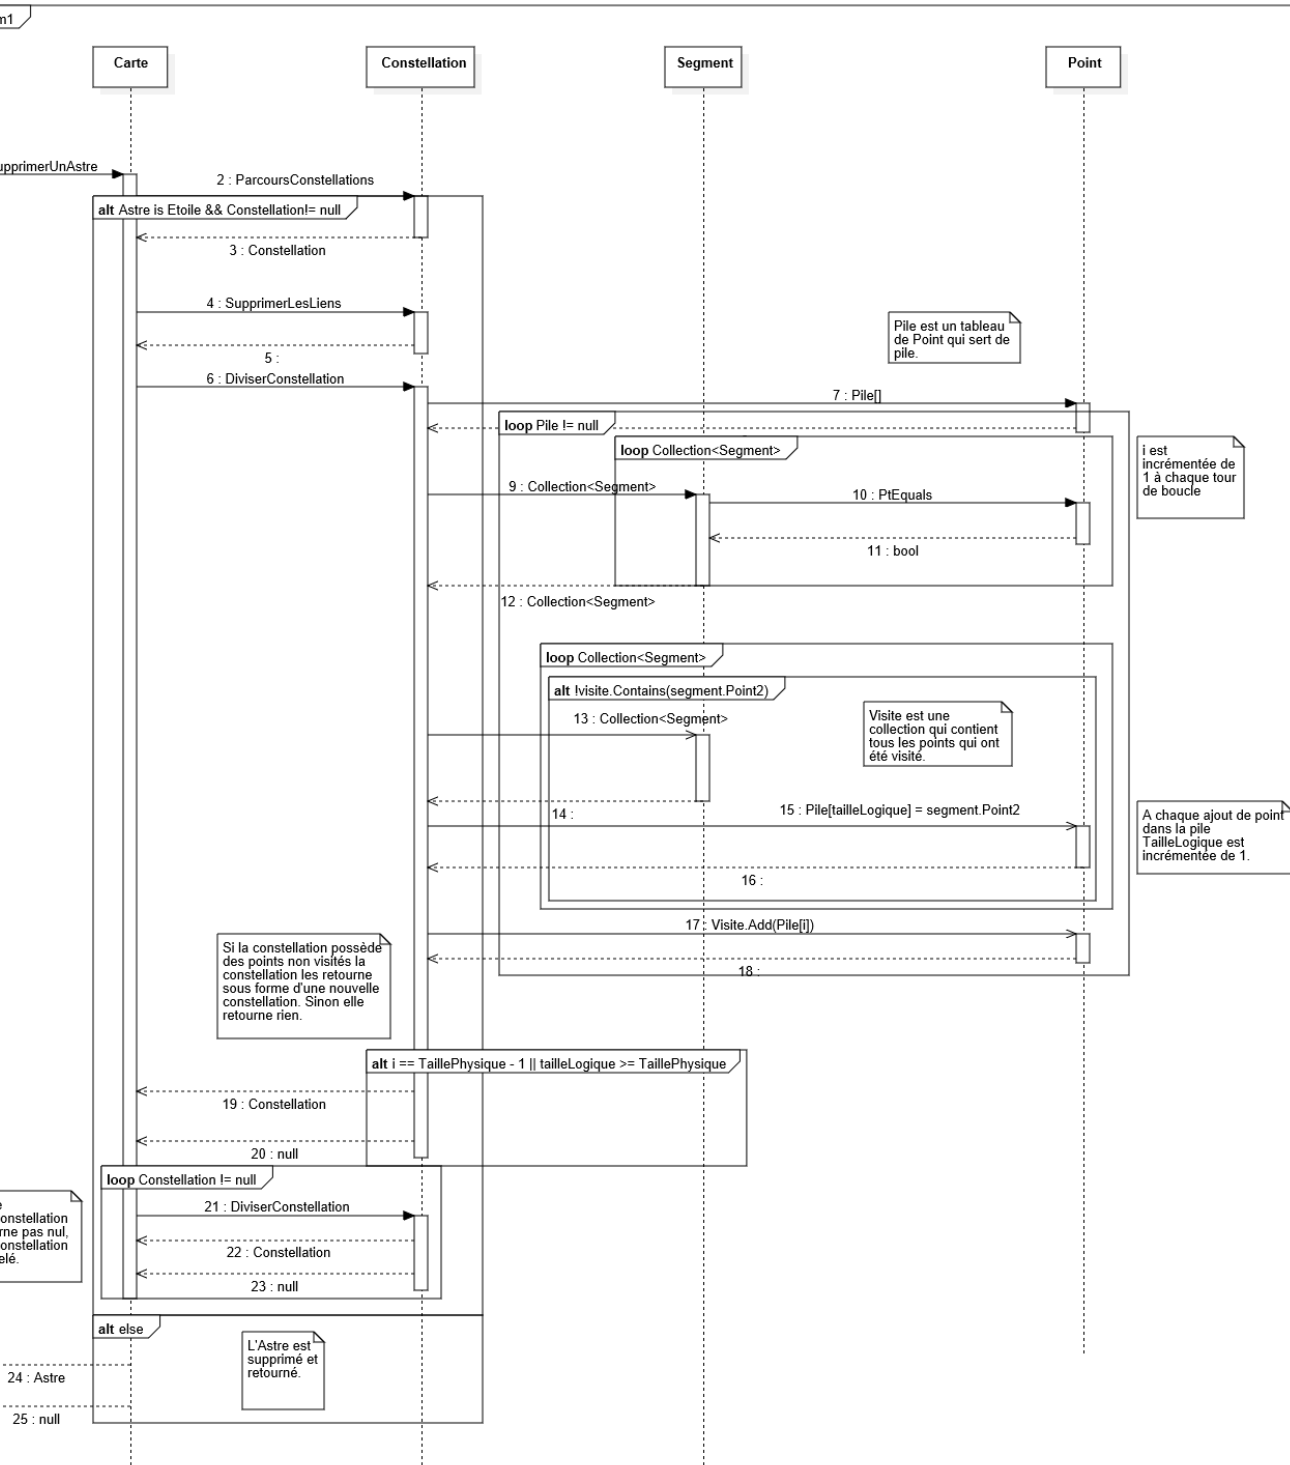 m1
Carte
Constellation
Segment
Point
upprimerUnAstre
2 : ParcoursConstellations
alt Astre is Etoile && Constellation!= null
3 : Constellation
4 : SupprimerLesLiens
Pile est un tableau
de Point qui sert de
pile.
5 :
6 : DiviserConstellation
7 : Pile[]
loop Pile != null
loop Collection<Segment>
i est
incrémentée de
1 à chaque tour
de boucle
9 : Collection<Segment>
10 : PtEquals
11 : bool
12 : Collection<Segment>
loop Collection<Segment>
alt !visite.Contains(segment.Point2)
13 : Collection<Segment>
Visite est une
collection qui contient
tous les points qui ont
été visité.
14 :
15 : Pile[tailleLogique] = segment.Point2
A chaque ajout de point
dans la pile
TailleLogique est
incrémentée de 1.
16 :
17 : Visite.Add(Pile[i])
18 :
Si la constellation possède
des points non visités la
constellation les retourne
sous forme d'une nouvelle
constellation. Sinon elle
retourne rien.
alt i == TaillePhysique - 1 || tailleLogique >= TaillePhysique
19 : Constellation
20 : null
loop Constellation != null
e
onstellation
rne pas nul,
onstellation
elé.
21 : DiviserConstellation
22 : Constellation
23 : null
alt else
L'Astre est
supprimé et
retourné.
24 : Astre
25 : null